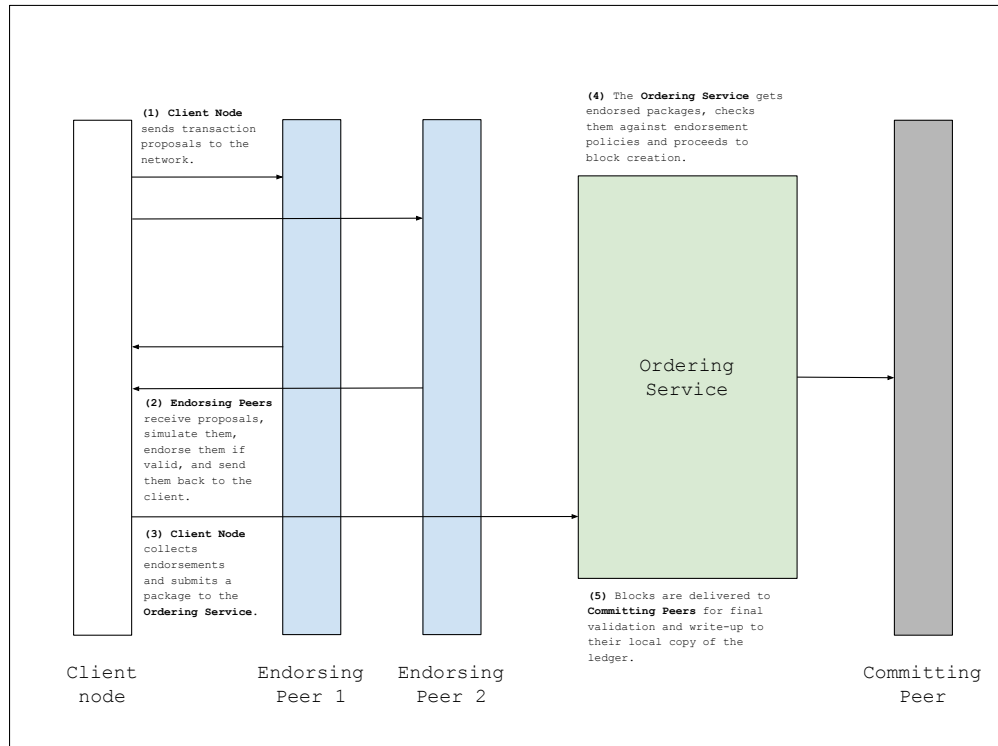 (1) Client Node
sends transaction
proposals to the
network.
(2) Endorsing Peers
receive proposals,
simulate them,
endorse them if
valid, and send
them back to the
client.
(3) Client Node
collects
endorsements
and submits a
package to the
Ordering Service.
(4) The Ordering Service gets
endorsed packages, checks
them against endorsement
policies and proceeds to
block creation.
Ordering
Service
(5) Blocks are delivered to
Committing Peers for final
validation and write-up to
their local copy of the
ledger.
Client
node
Endorsing
Peer 1
Endorsing
Peer 2
Committing
Peer